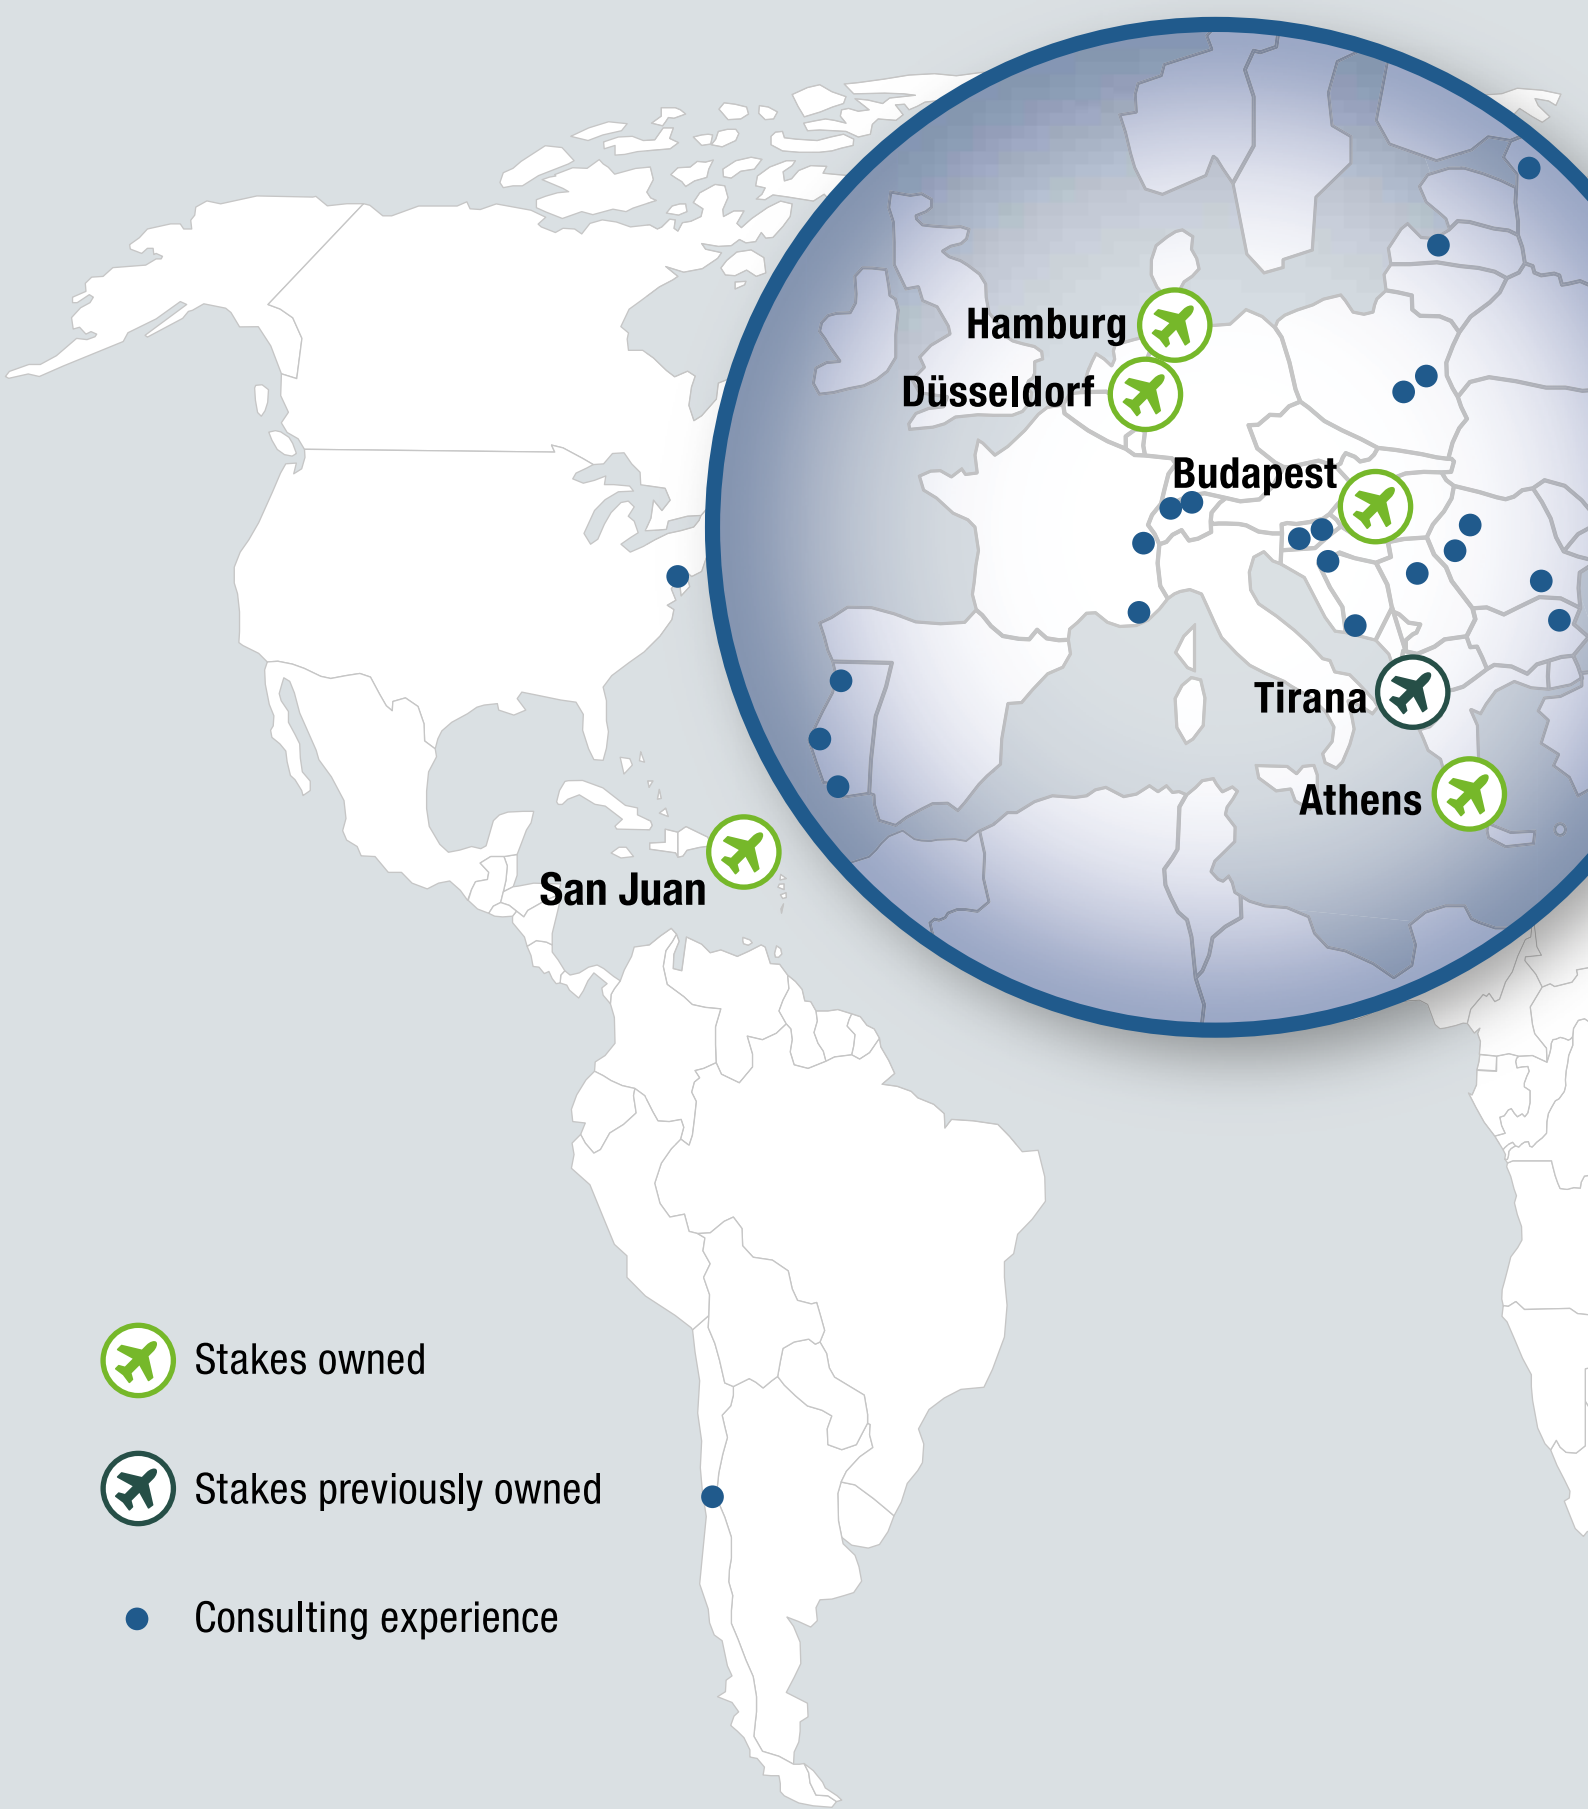 Hamburg
Düsseldorf
Budapest
Tirana
Athens
San Juan
Stakes owned
Stakes previously owned
Consulting experience